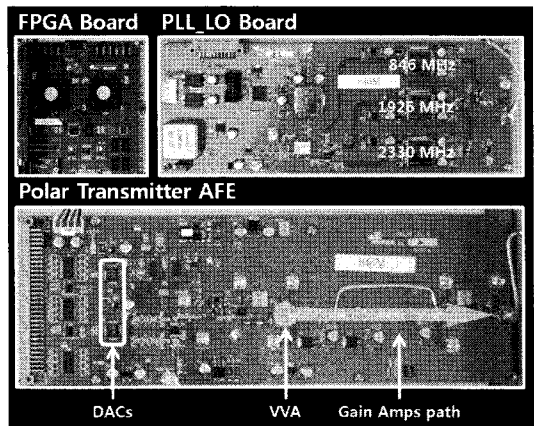 FPGA Board
PLL_LO Board
846 MHz
1926 MHz
2330 MHz
Polar Transmitter AFE
DACs
VVA
Gain Amps path